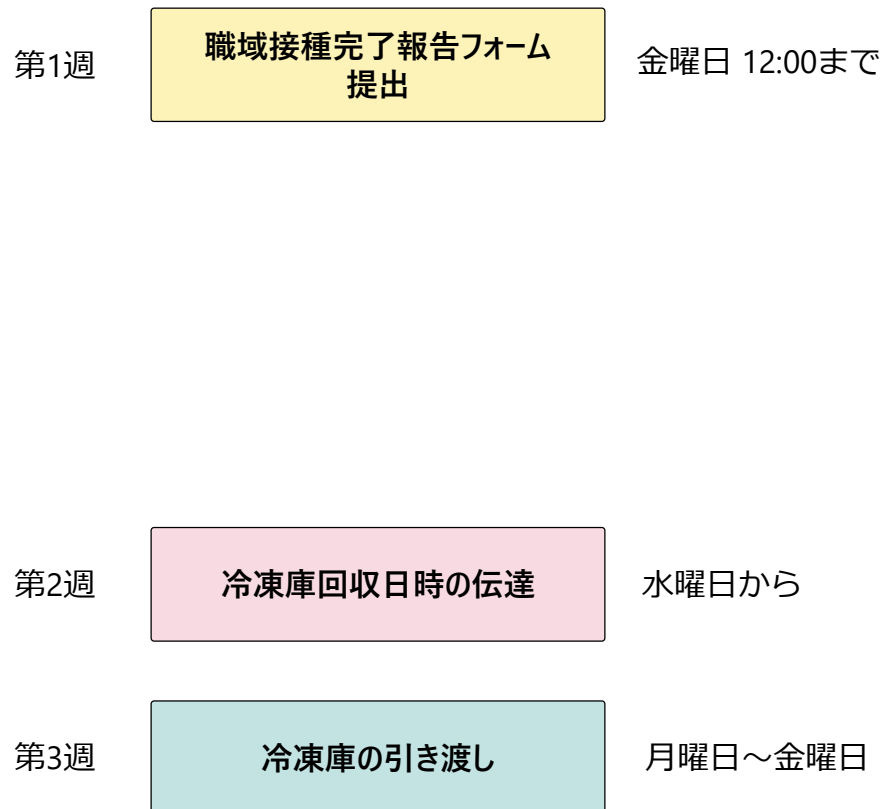 第1週
職域接種完了報告フォーム
提出
金曜日 12:00まで
第2週
冷凍庫回収日時の伝達
水曜日から
第3週
冷凍庫の引き渡し
月曜日～金曜日